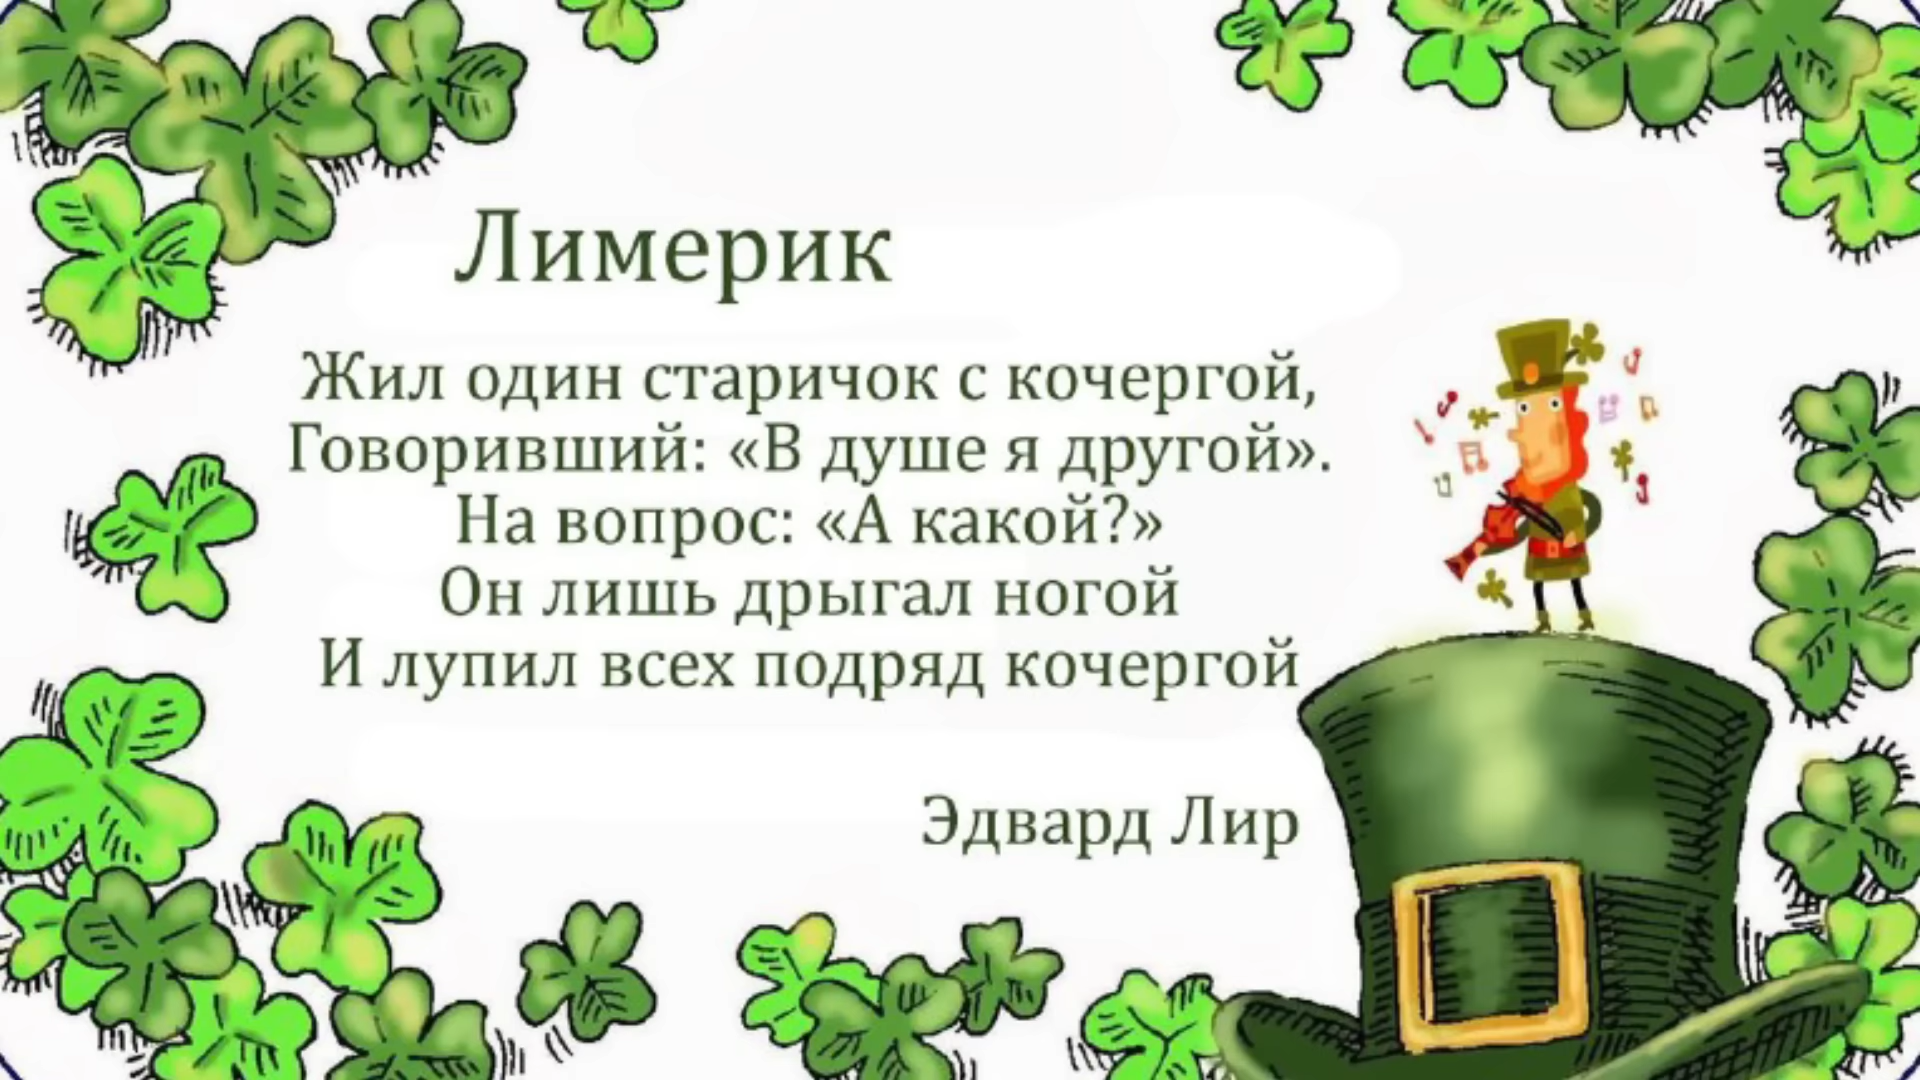 Лимерик
Жил один старичок с кочергой,
Говоривший: «В душе я другой».
На вопрос: «А какой?»
Он лишь дрыгал ногой
И лупил всех подряд кочергой
Эдвард Лир